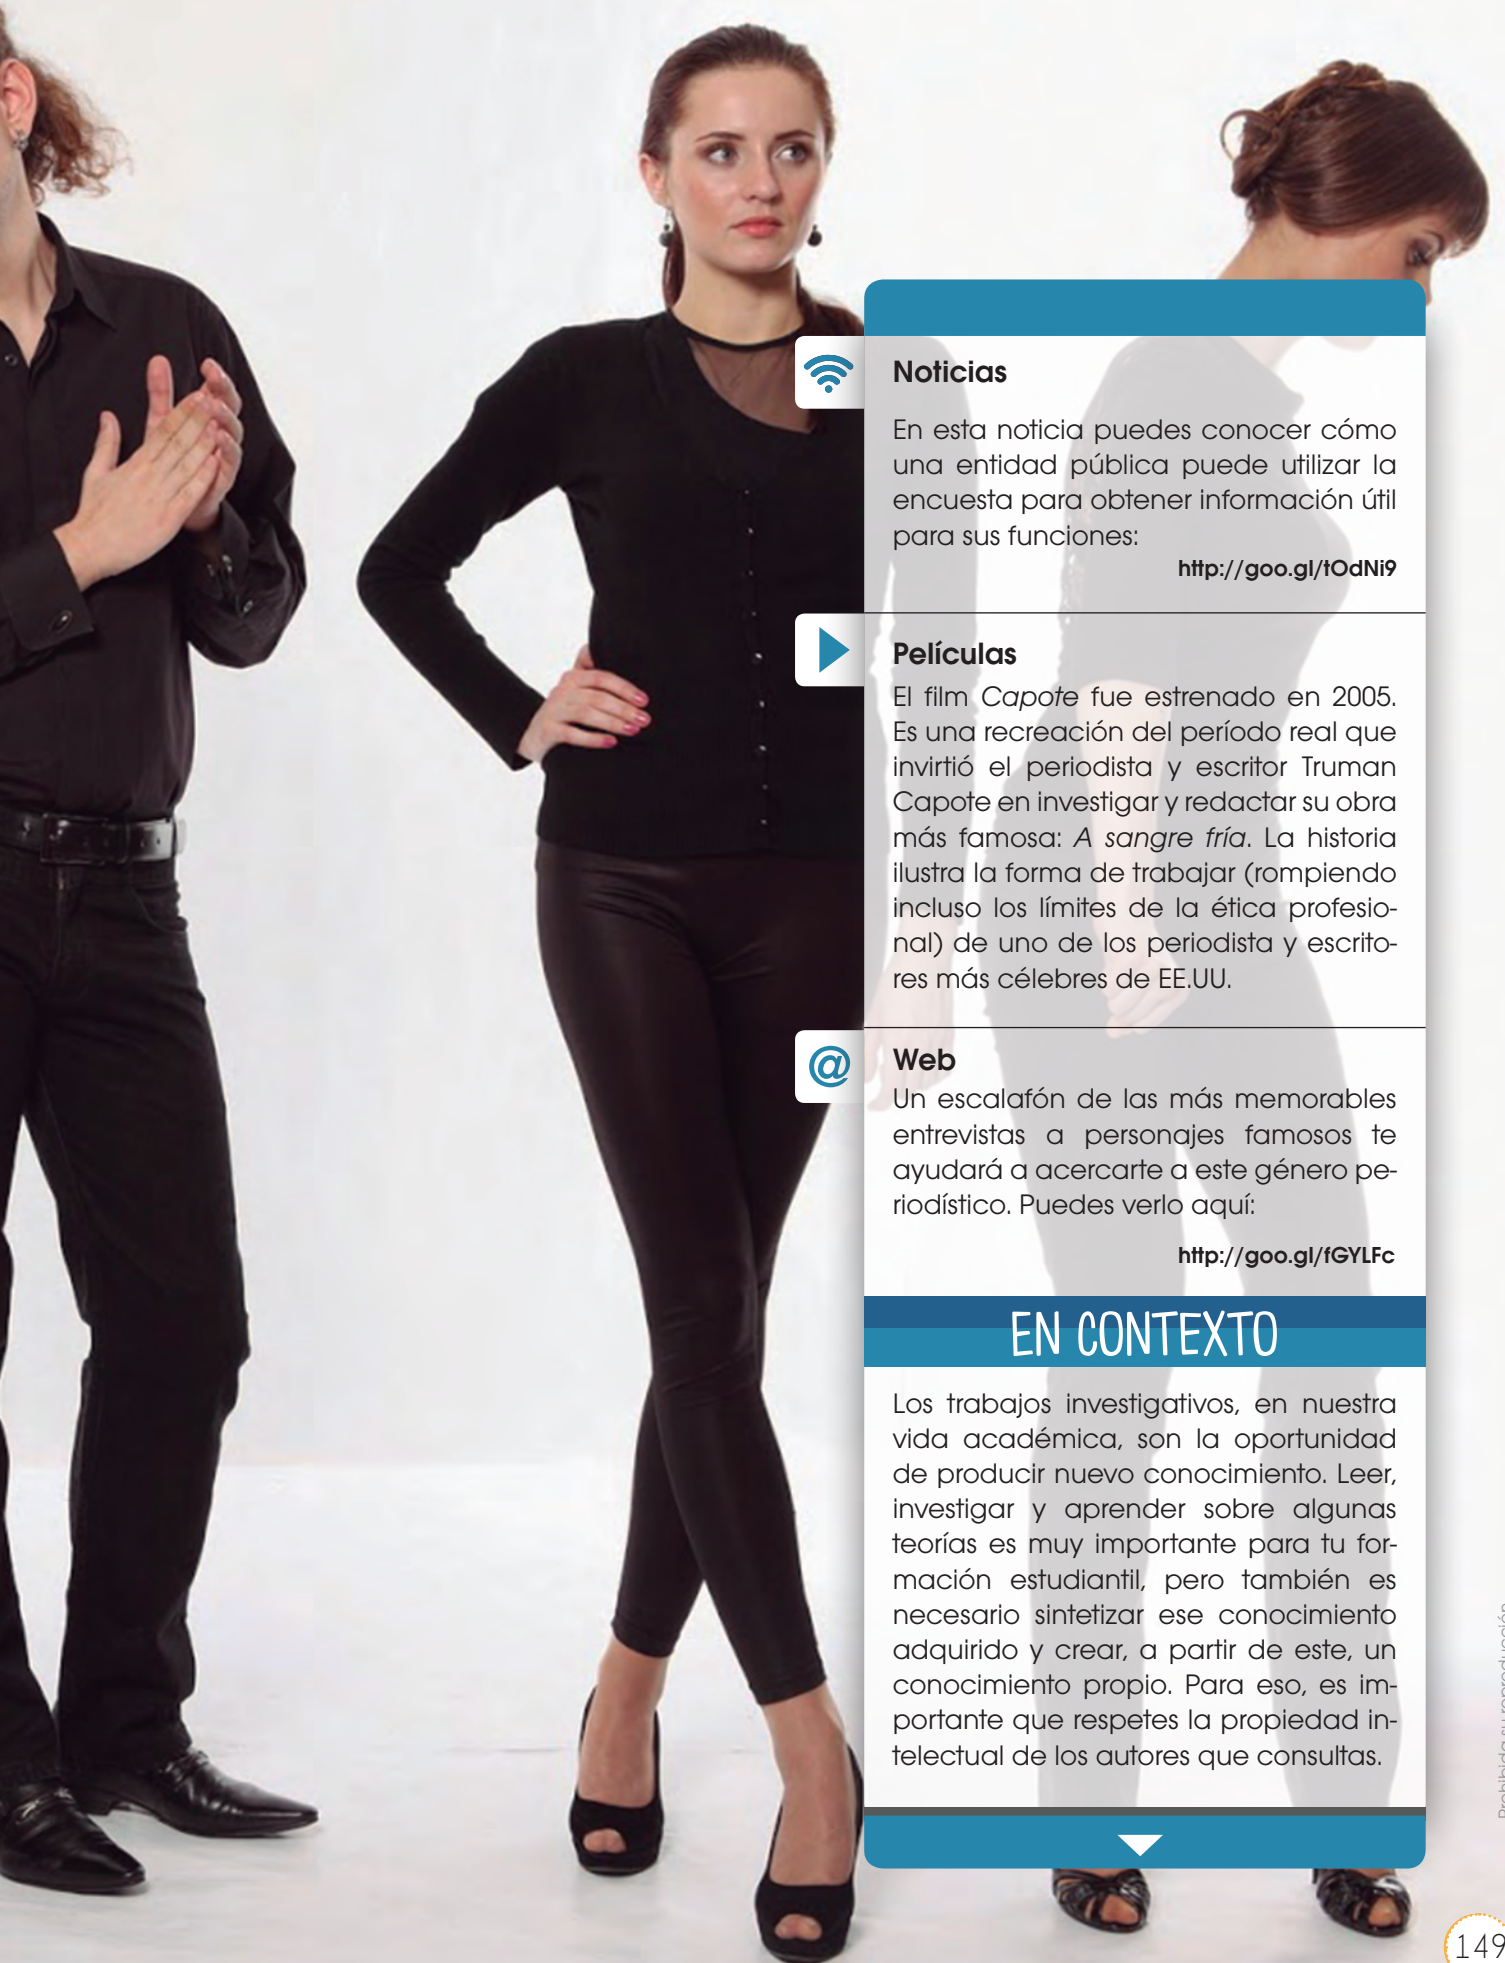 Noticias
En esta noticia puedes conocer cómo
una entidad pública puede utilizar la
encuesta para obtener información útil
para sus funciones:
http://goo.gl/tOdNi9
Películas
El film Capote fue estrenado en 2005.
Es una recreación del período real que
invirtió el periodista y escritor Truman
Capote en investigar y redactar su obra
más famosa: A sangre fría. La historia
ilustra la forma de trabajar (rompiendo
incluso los límites de la ética profesio-
nal) de uno de los periodista y escrito-
res más célebres de EE.UU.
@
Web
Un escalafón de las más memorables
entrevistas a personajes famosos te
ayudará a acercarte a este género pe-
riodístico. Puedes verlo aquí:
http://goo.gl/fGYLFc
EN CONTEXTO
Los trabajos investigativos, en nuestra
vida académica, son la oportunidad
de producir nuevo conocimiento. Leer,
investigar y aprender sobre algunas
teorías es muy importante para tu for-
mación estudiantil, pero también es
necesario sintetizar ese conocimiento
adquirido y crear, a partir de este, un
conocimiento propio. Para eso, es im-
portante que respetes la propiedad in-
telectual de los autores que consultas.
Prohibida su reproducción
149